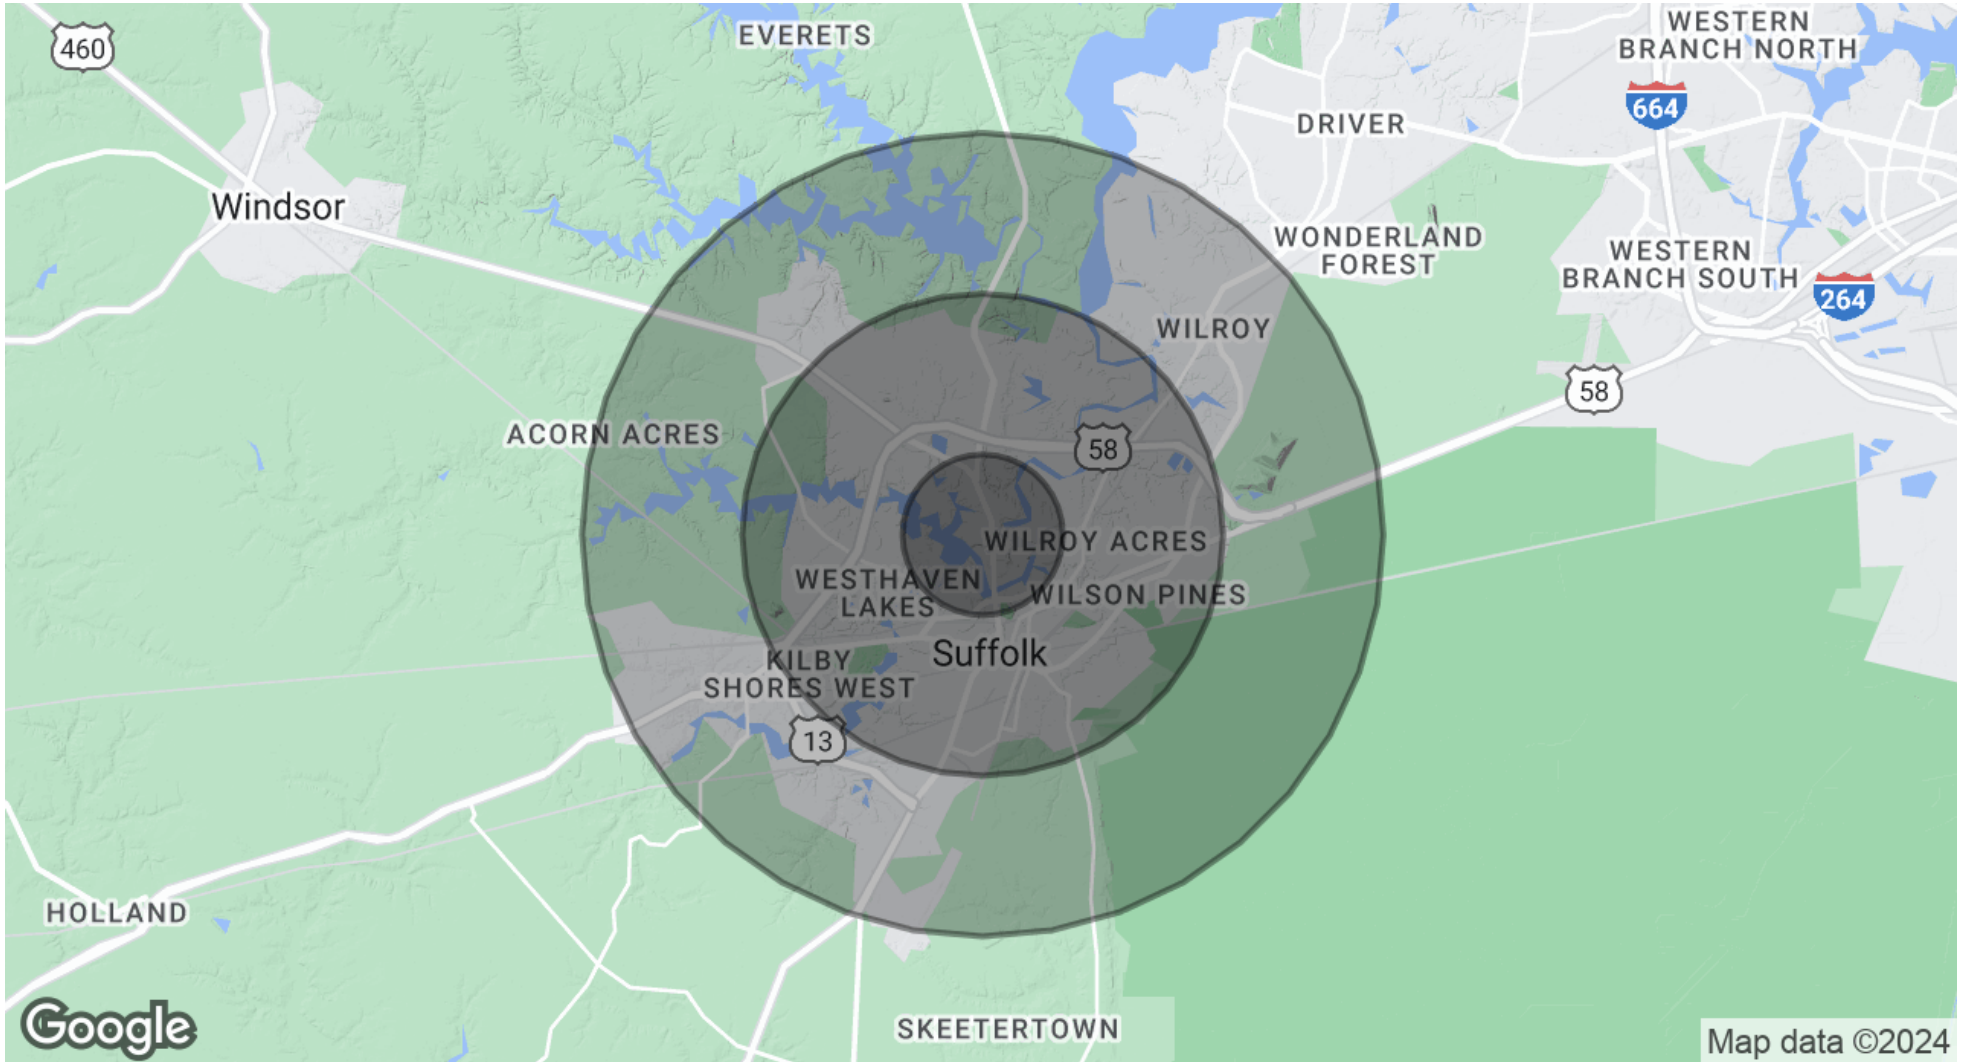 EVERETS
WESTERN
BRANCH NORTH
460
664
DRIVER
Windsor
WONDERLAND
FOREST
WESTERN
BRANCH SOUTH
264
WILROY
58
ACORN ACRES
58
WILROY ACRES
WESTHAVEN
LAKES
WILSON PINES
Suffolk
KILBY
SHORES WEST
13
HOLLAND
Google
SKEETERTOWN
Map data ©2024